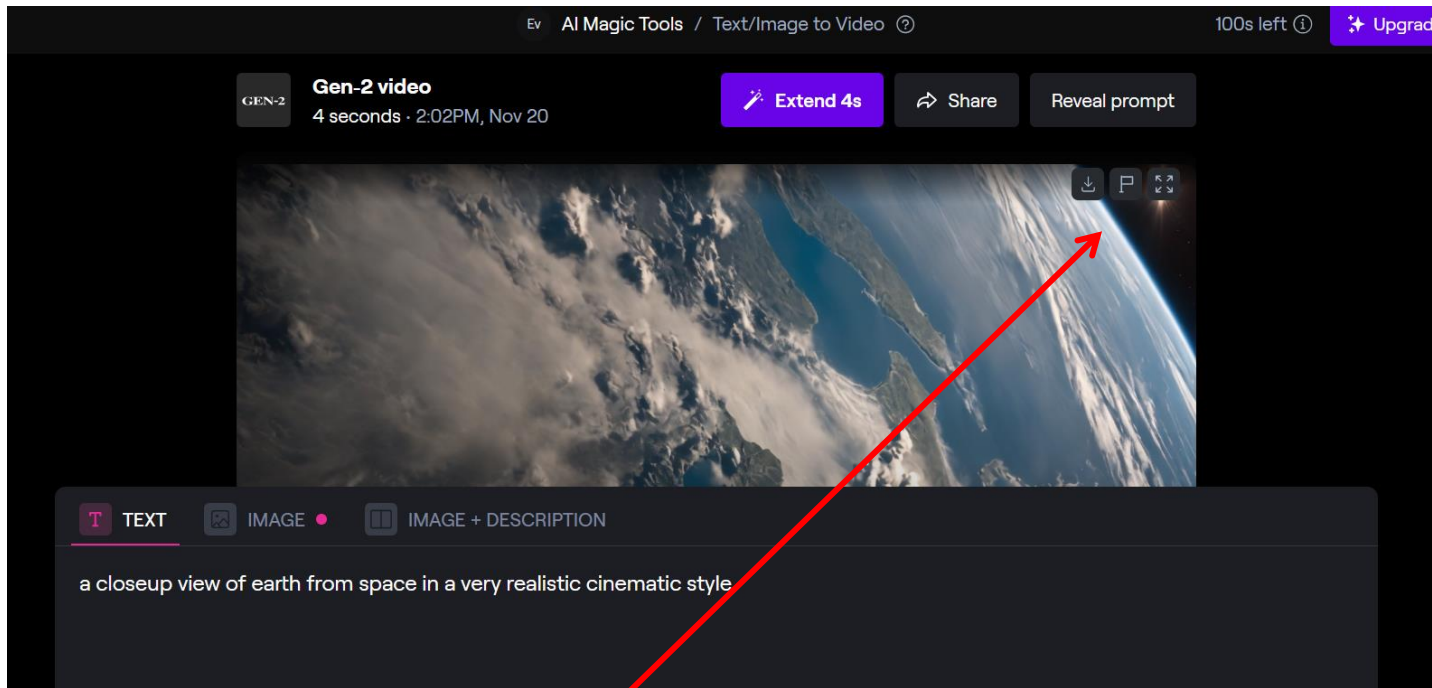 Ev AI Magic Tools / Text/Image to Video 100s left Upgrad
GEN-2 Gen-2 video
4 seconds · 2:02PM, Nov 20
Extend 4s Share Reveal prompt
T TEXT IMAGE IMAGE + DESCRIPTION
a closeup view of earth from space in a very realistic cinematic style